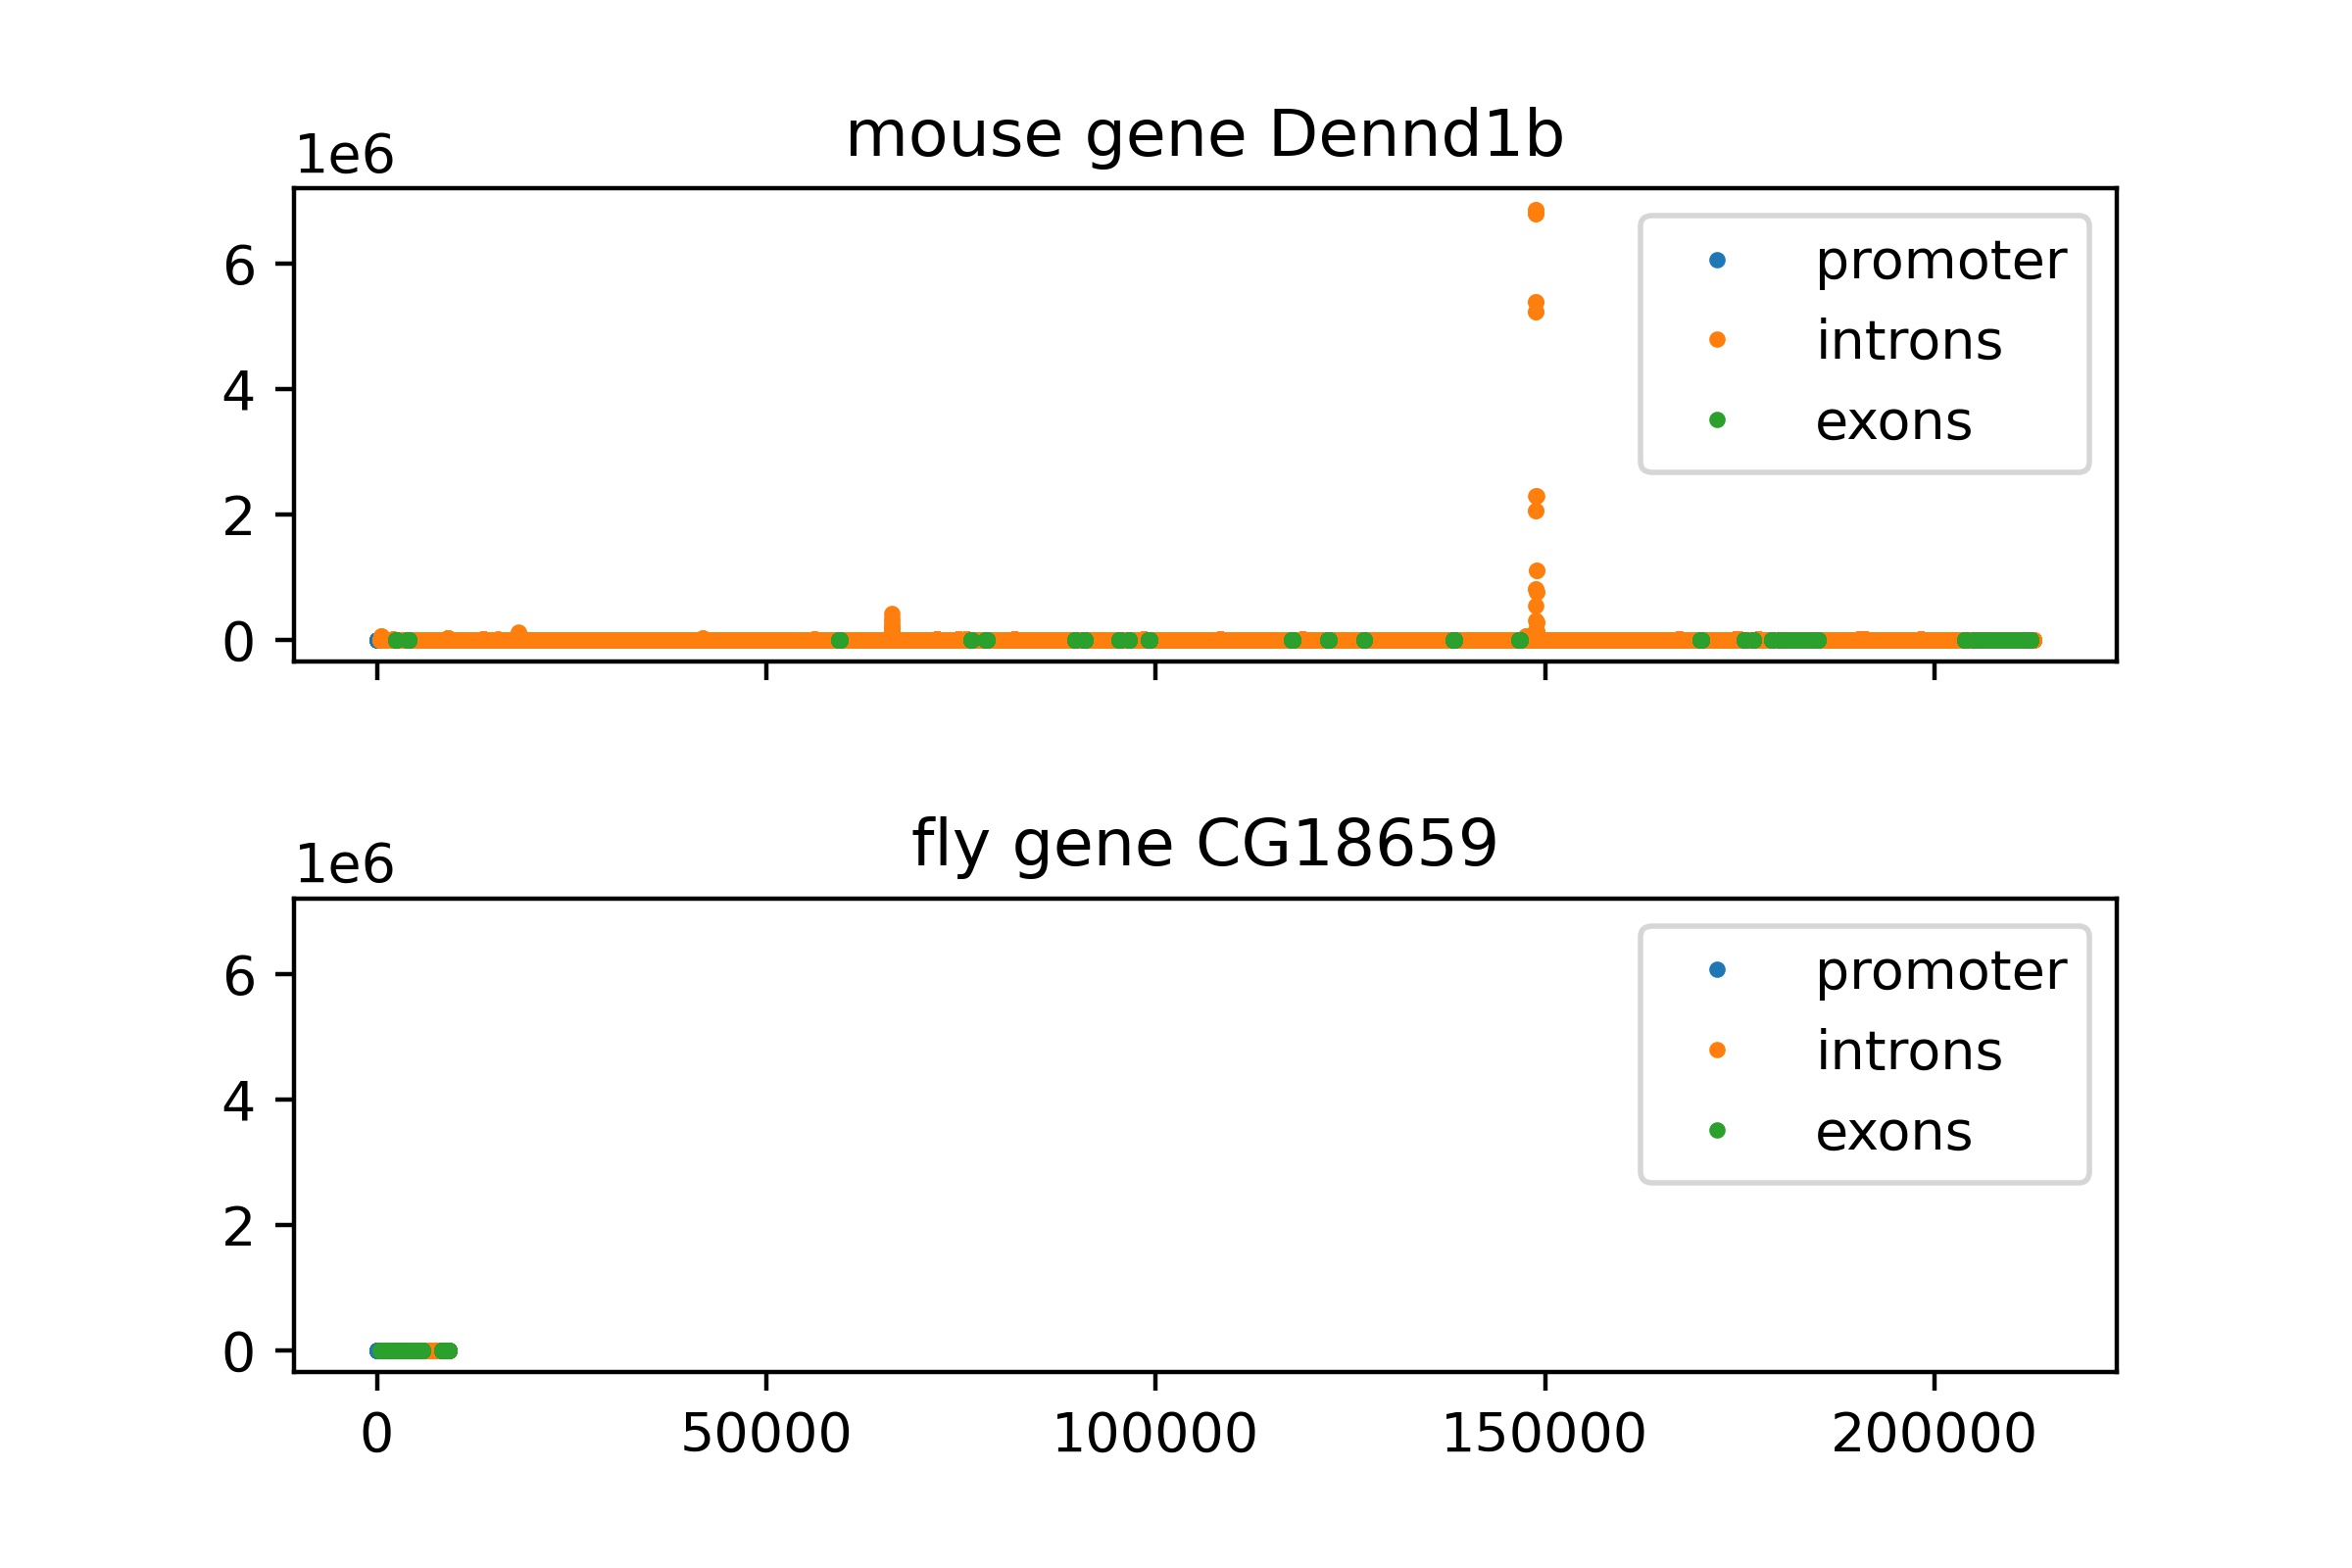 mouse gene Dennd1b
1e6
6
4
2
0
promoter
introns
exons
fly gene CG18659
1e6
6
4
2
0
promoter
introns
exons
0 50000 100000 150000 200000